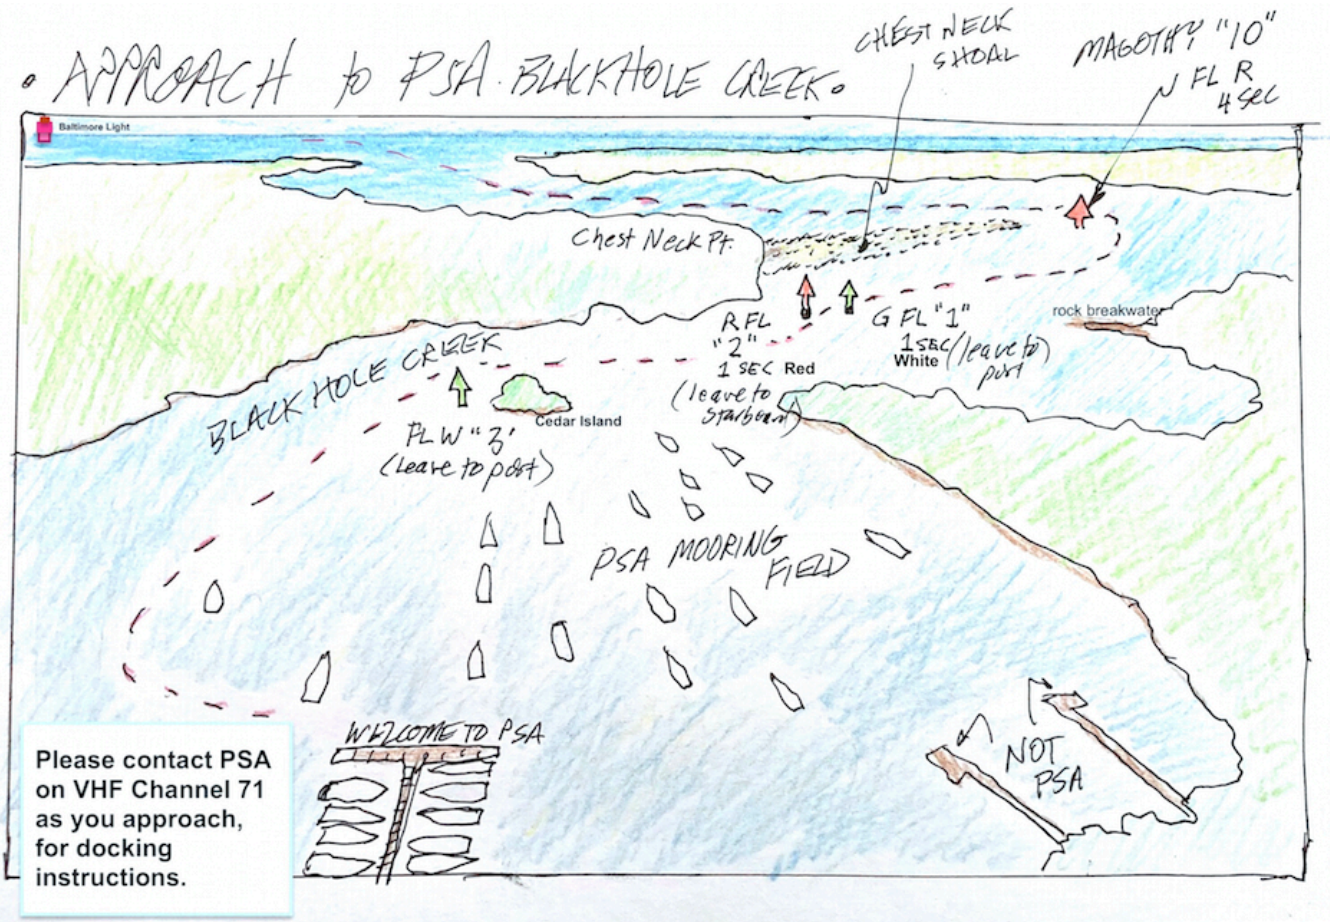 • APPROACH to PSA • BLACKHOLE CREEK •
CHEST NECK
SHOAL
MAGOTHY "10"
FL R
4 SEC
Baltimore Light
Chest Neck Pt.
rock breakwater
R FL
"2"
1 SEC Red
(leave to
starboard)
G FL "1"
1 SEC (leave to)
White
port
BLACKHOLE CREEK
Cedar Island
FL W "3"
(leave to port)
PSA MOORING
FIELD
WELCOME TO PSA
NOT
PSA
Please contact PSA
on VHF Channel 71
as you approach,
for docking
instructions.